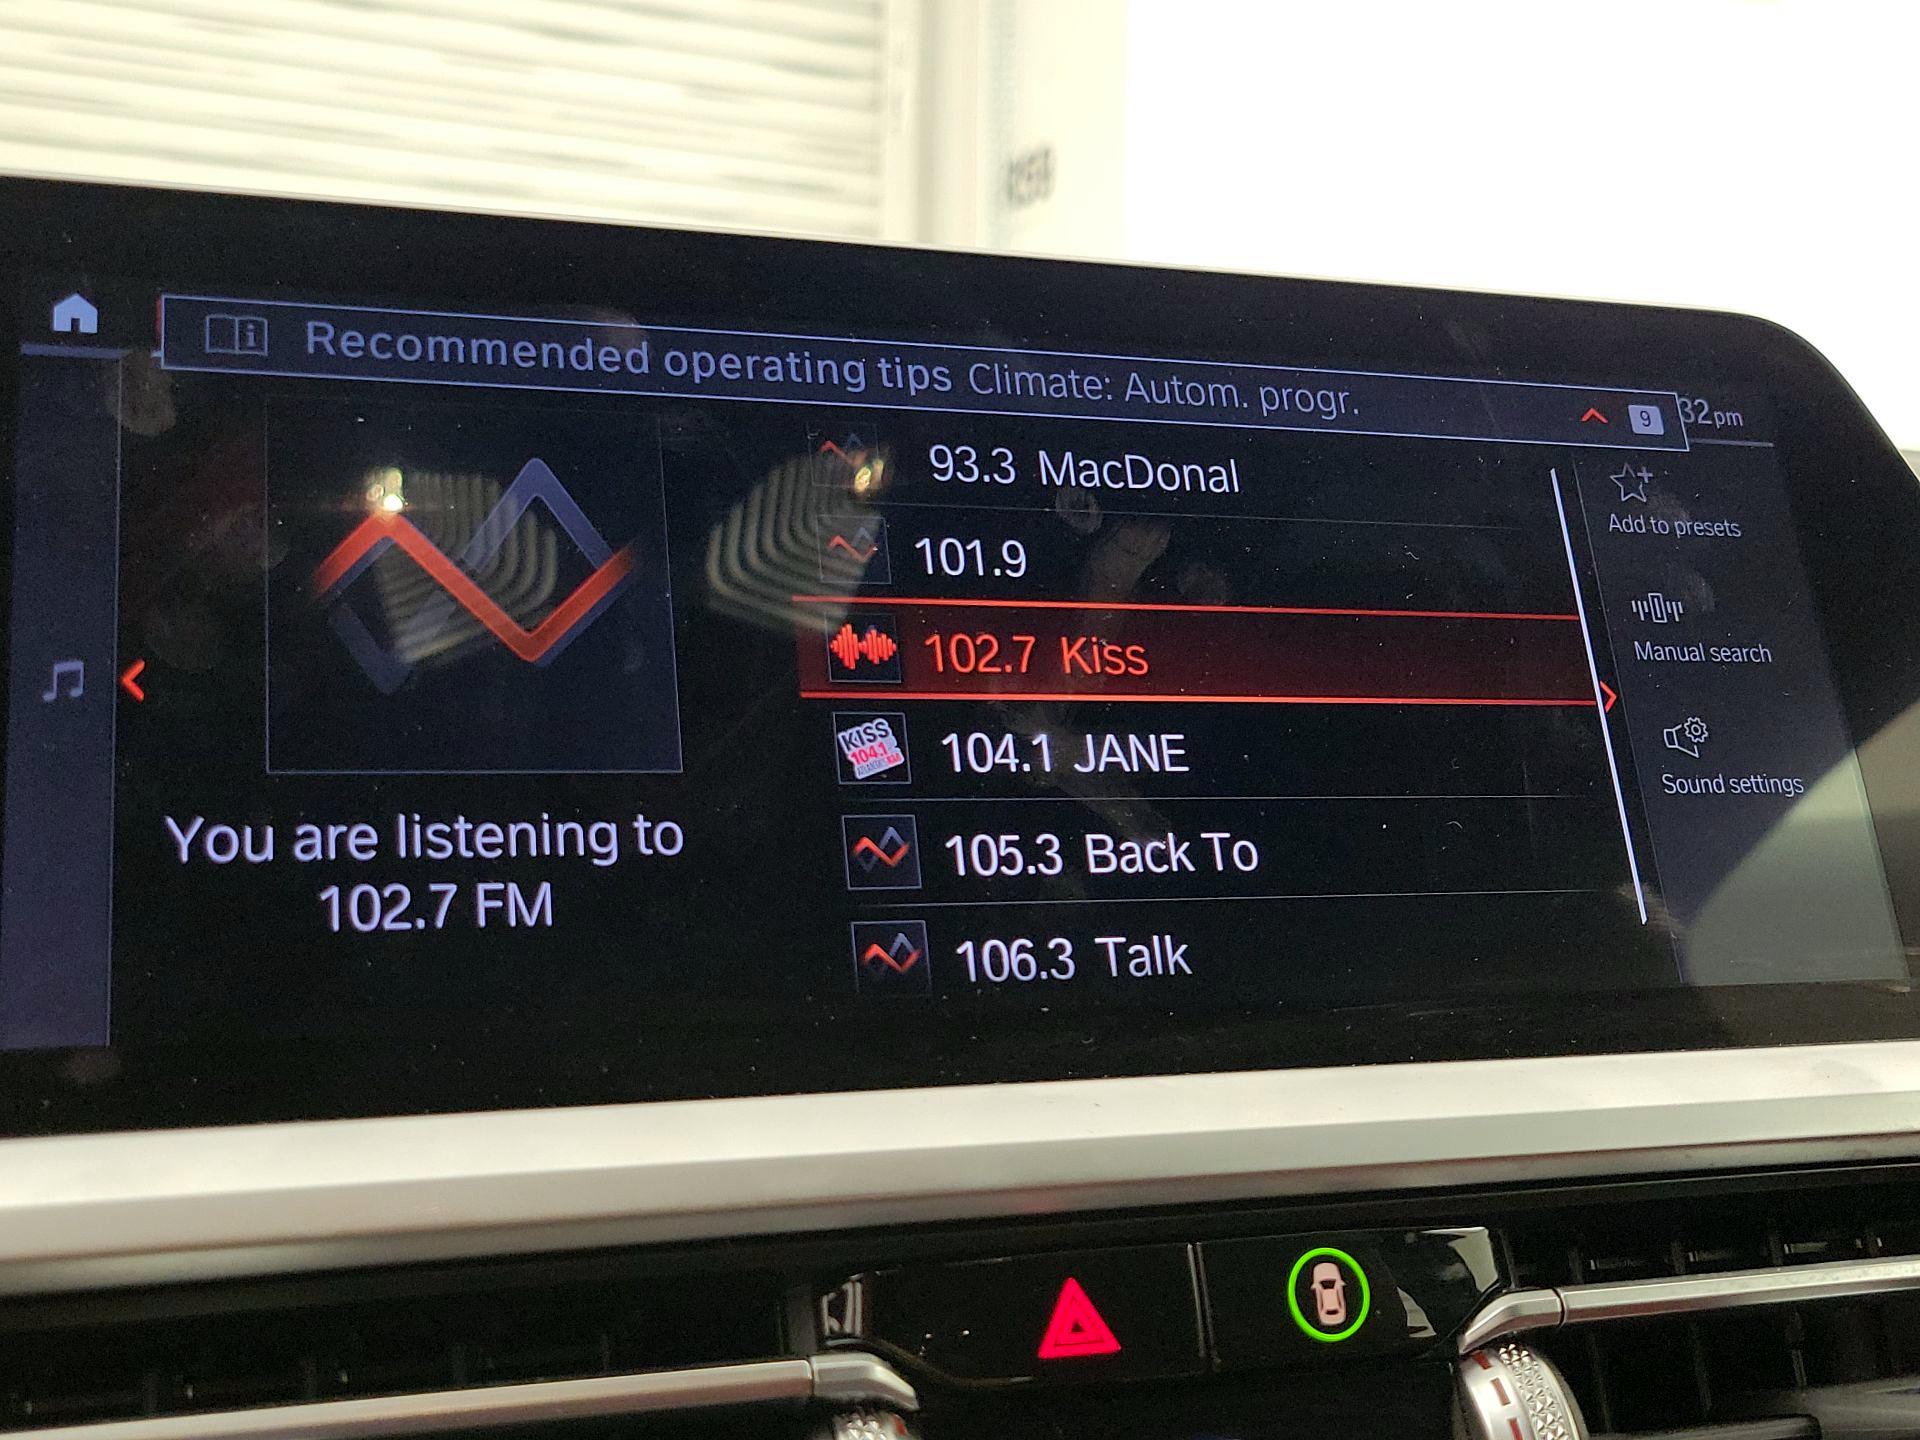 Recommended operating tips Climate: Autom. progr.
9
32 pm
93.3 MacDonal
101.9
102.7 Kiss
104.1 JANE
105.3 Back To
106.3 Talk
KISS
104.1
You are listening to
102.7 FM
Add to presets
Manual search
Sound settings